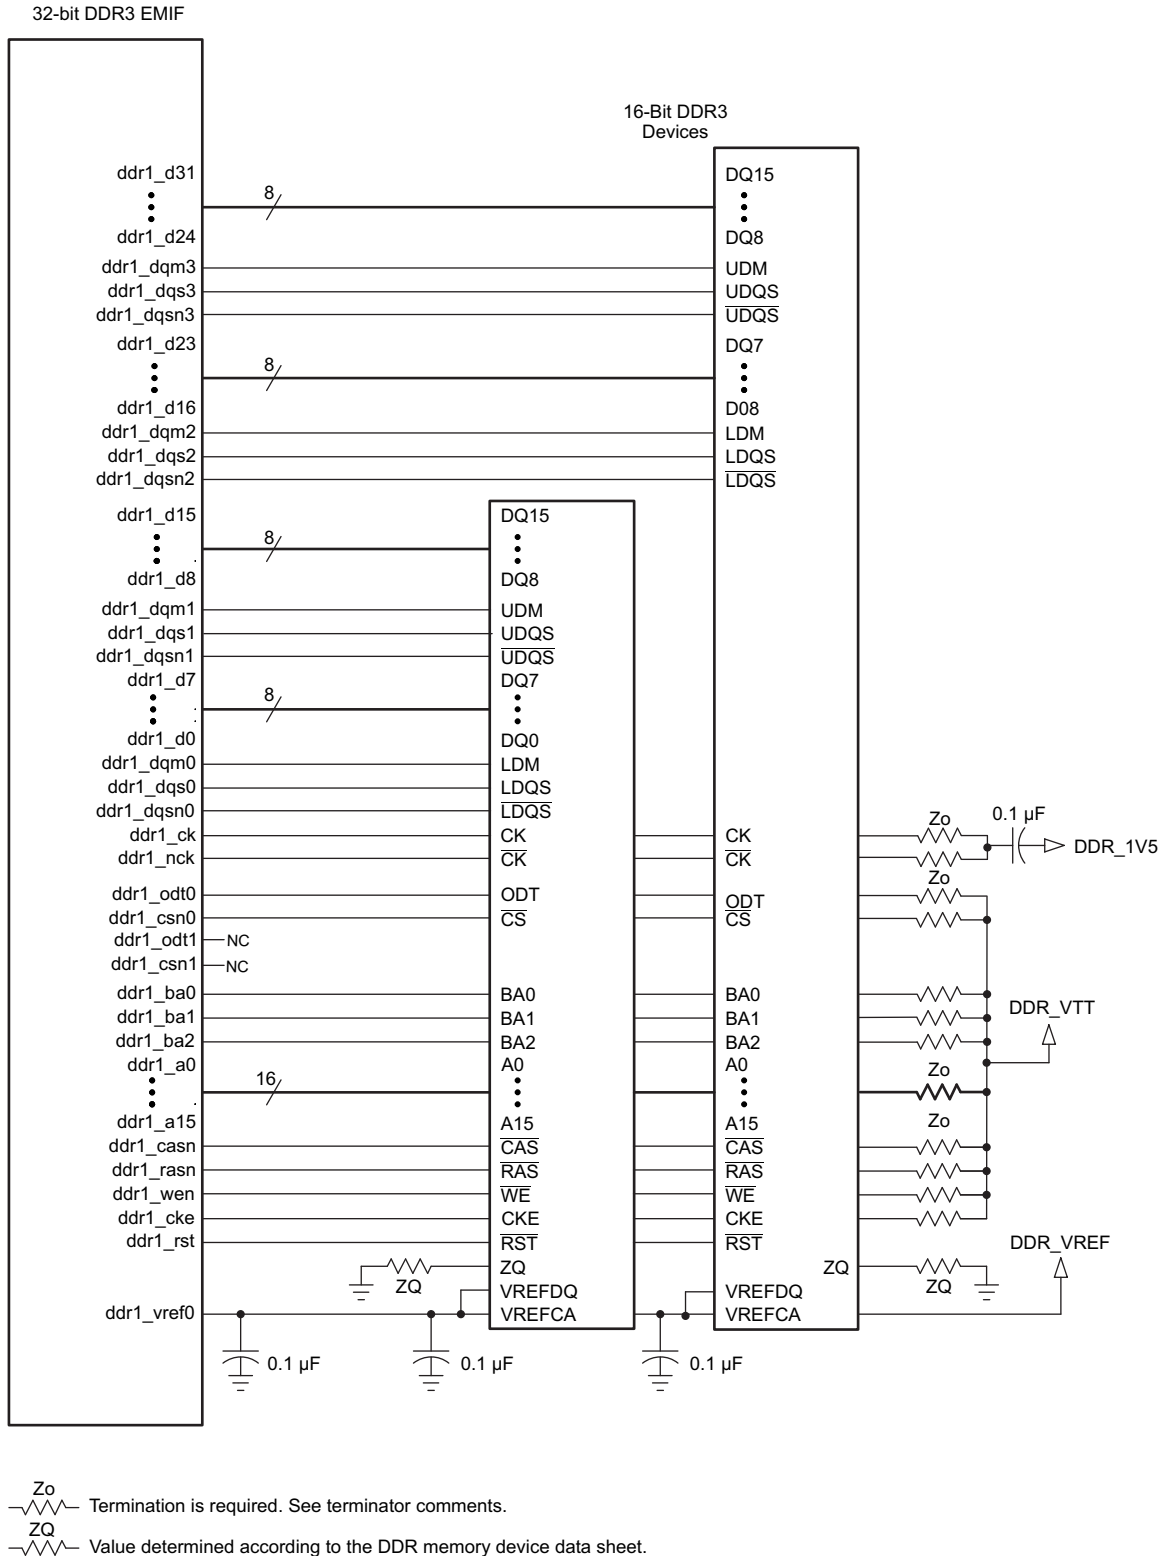 32-bit DDR3 EMIF
16-Bit DDR3
Devices
ddr1_d31
8
DQ15
ddr1_d24
DQ8
ddr1_dqm3
UDM
ddr1_dqs3
UDQS
ddr1_dqsn3
UDQS
ddr1_d23
8
DQ7
ddr1_d16
D08
ddr1_dqm2
LDM
ddr1_dqs2
LDQS
ddr1_dqsn2
LDQS
ddr1_d15
8
DQ15
ddr1_d8
DQ8
ddr1_dqm1
UDM
ddr1_dqs1
UDQS
ddr1_dqsn1
UDQS
ddr1_d7
8
DQ7
ddr1_d0
DQ0
ddr1_dqm0
LDM
ddr1_dqs0
LDQS
ddr1_dqsn0
LDQS
Zo
0.1 µF
ddr1_ck
CK
CK
DDR_1V5
ddr1_nck
CK
CK
Zo
ddr1_odt0
ODT
ODT
ddr1_csn0
CS
CS
ddr1_odt1
NC
ddr1_csn1
NC
ddr1_ba0
BA0
BA0
DDR_VTT
ddr1_ba1
BA1
BA1
ddr1_ba2
BA2
BA2
ddr1_a0
A0
A0
Zo
16
ddr1_a15
A15
A15
Zo
ddr1_casn
CAS
CAS
ddr1_rasn
RAS
RAS
ddr1_wen
WE
WE
ddr1_cke
CKE
CKE
ddr1_rst
RST
RST
DDR_VREF
ZQ
ZQ
ZQ
ZQ
VREFDQ
VREFDQ
ddr1_vref0
VREFCA
VREFCA
0.1 µF
0.1 µF
0.1 µF
Zo
Termination is required. See terminator comments.
ZQ
Value determined according to the DDR memory device data sheet.